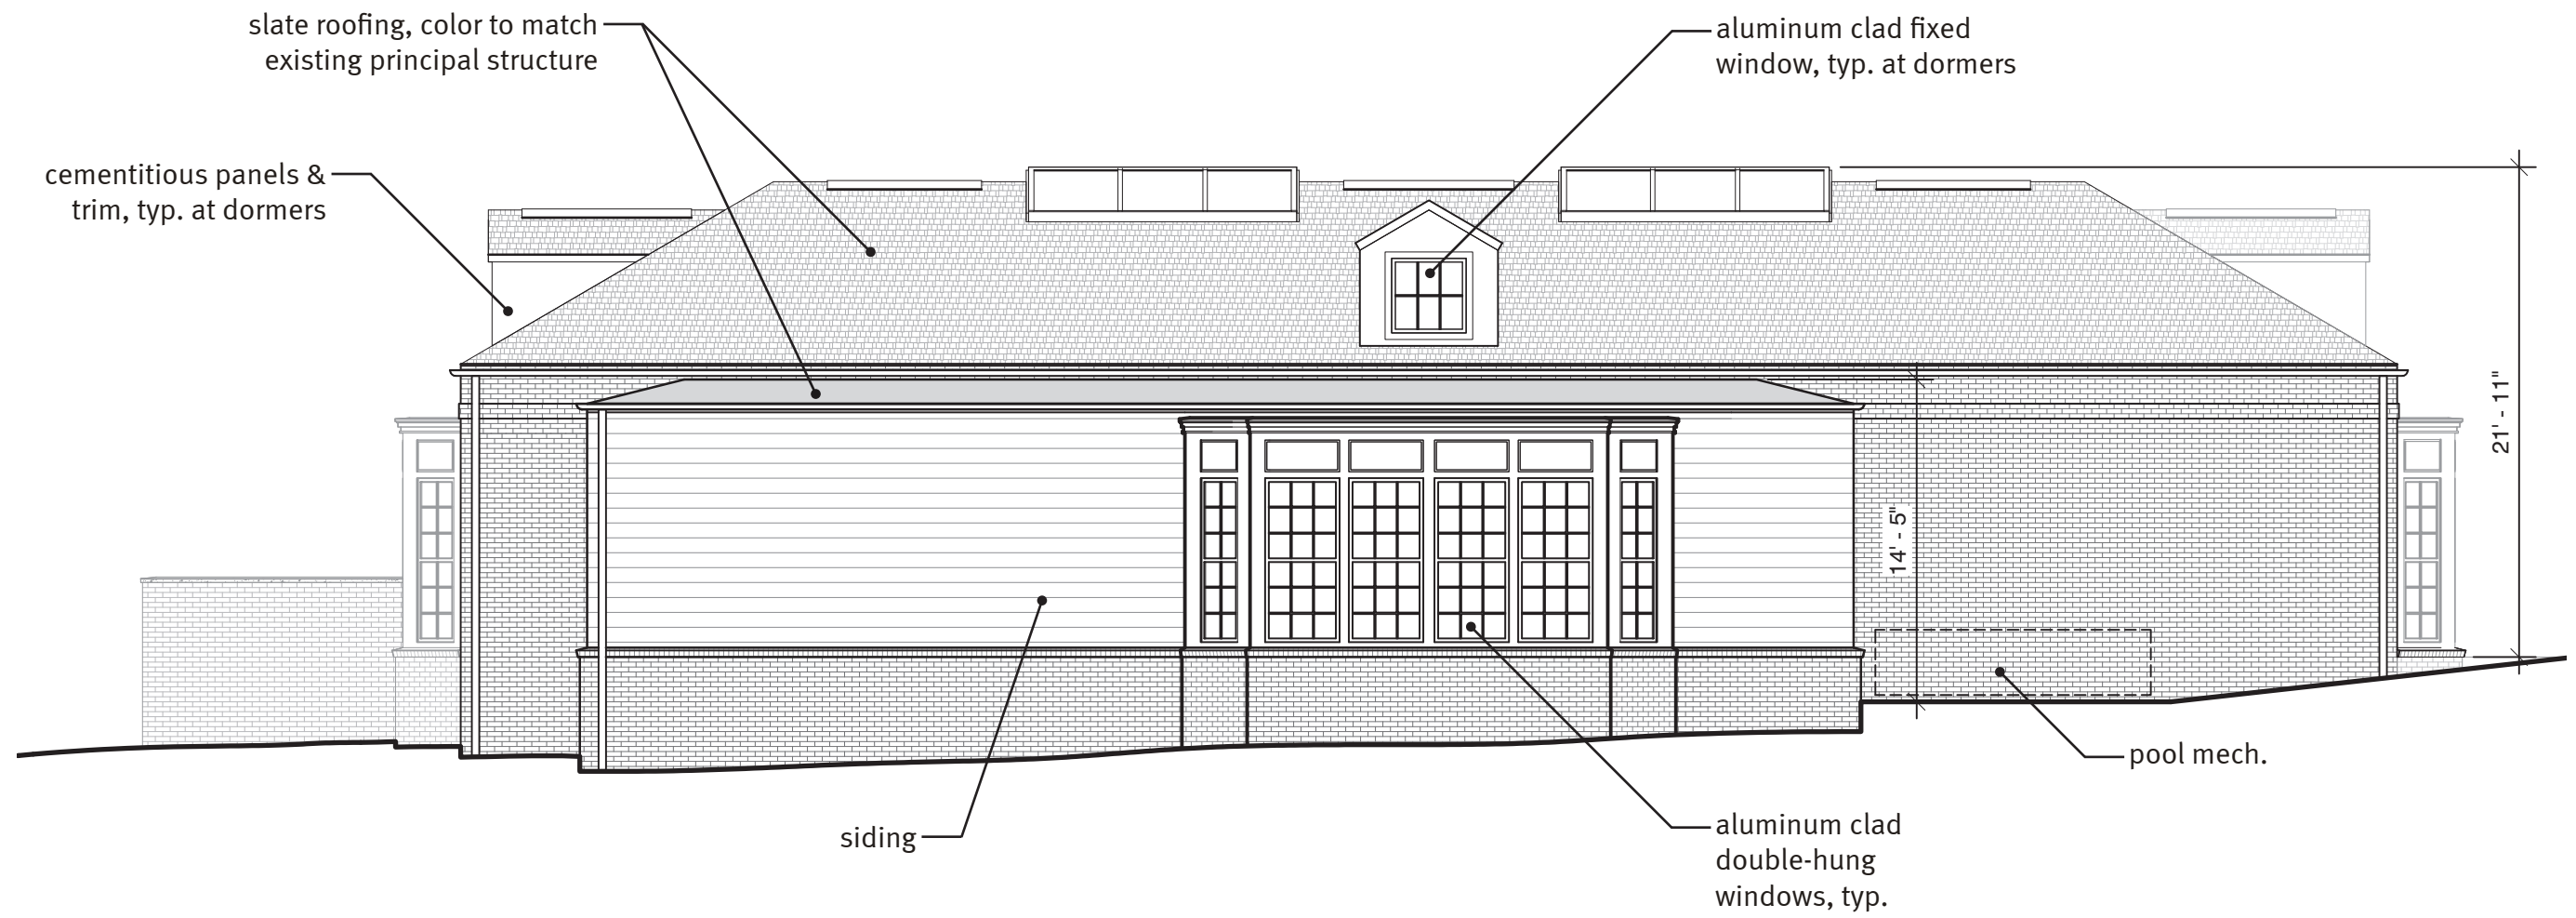 slate roofing, color to match
existing principal structure
aluminum clad fixed
window, typ. at dormers
cementitious panels &
trim, typ. at dormers
21' - 11"
14' - 5"
pool mech.
siding
aluminum clad
double-hung
windows, typ.